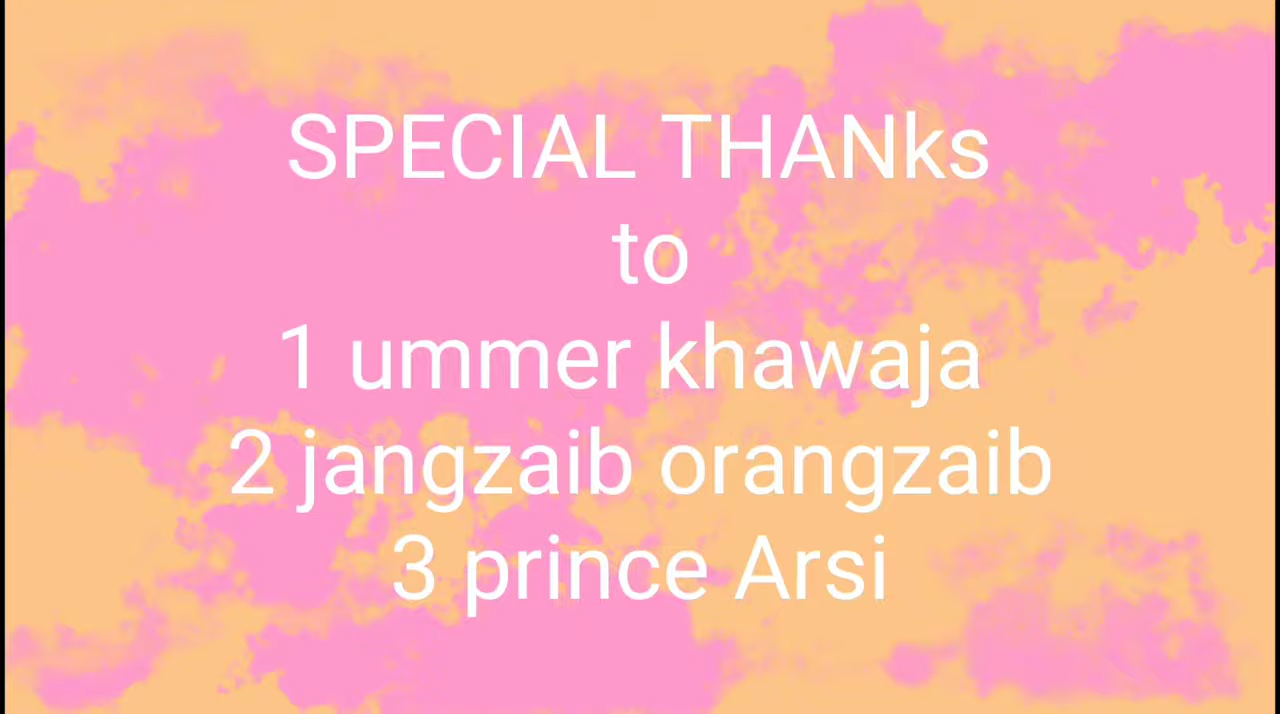 SPECIAL THANks
to
1 ummer khawaja
2 jangzaib orangzaib
3 prince Arsi